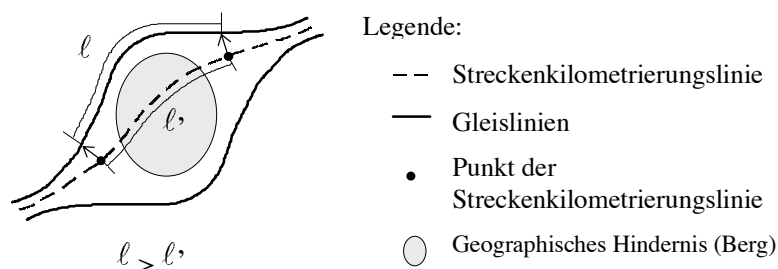 ℓ
ℓ’
ℓ > ℓ’
Legende:
Streckenkilometrierungslinie
Gleislinien
Punkt der
Streckenkilometrierungslinie
Geographisches Hindernis (Berg)